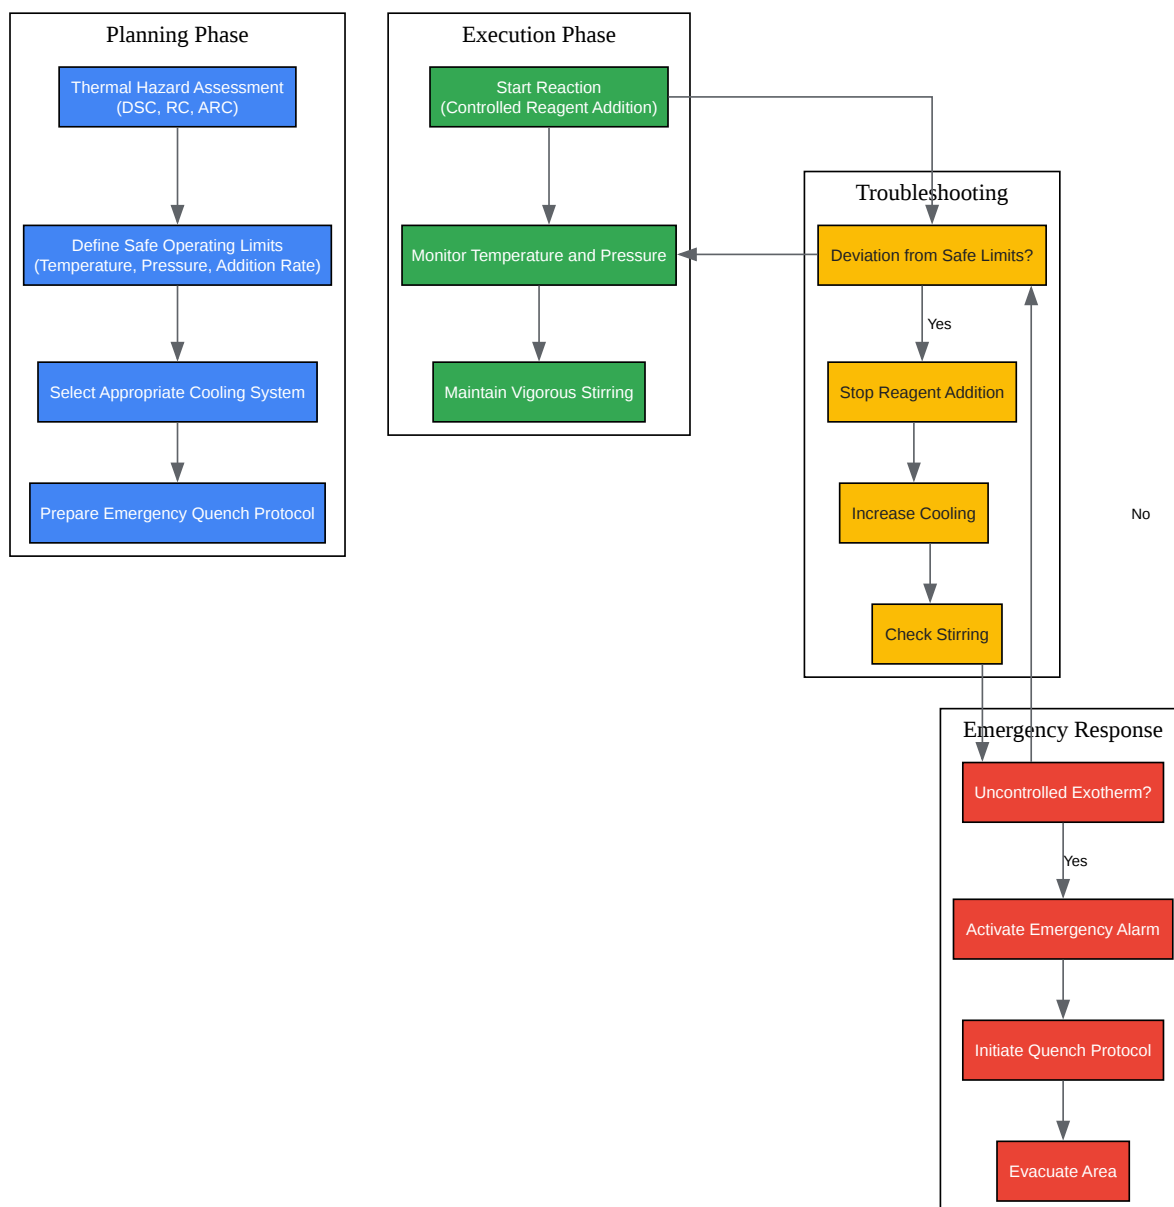 Planning Phase
Thermal Hazard Assessment
(DSC, RC, ARC)
Define Safe Operating Limits
(Temperature, Pressure, Addition Rate)
Select Appropriate Cooling System
Prepare Emergency Quench Protocol
Execution Phase
Start Reaction
(Controlled Reagent Addition)
Monitor Temperature and Pressure
Maintain Vigorous Stirring
Troubleshooting
Deviation from Safe Limits?
Yes
Stop Reagent Addition
Increase Cooling
No
Check Stirring
Emergency Response
Uncontrolled Exotherm?
Yes
Activate Emergency Alarm
Initiate Quench Protocol
Evacuate Area